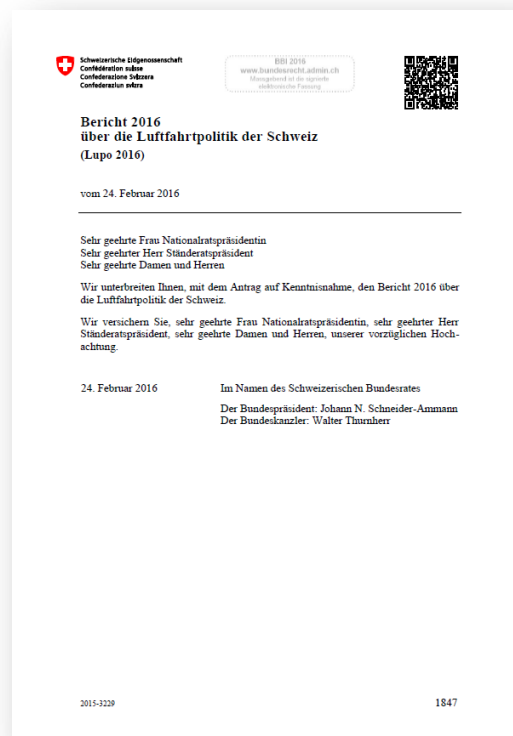 Schweizerische Eidgenossenschaft
Confédération suisse
Confederazione Svizzera
Confederaziun svizra
BBl 2016
www.bundesrecht.admin.ch
Massgebend ist die signierte
elektronische Fassung
Bericht 2016
über die Luftfahrtpolitik der Schweiz
(Lupo 2016)
vom 24. Februar 2016
Sehr geehrte Frau Nationalratspräsidentin
Sehr geehrter Herr Ständeratspräsident
Sehr geehrte Damen und Herren
Wir unterbreiten Ihnen, mit dem Antrag auf Kenntnisnahme, den Bericht 2016 über
die Luftfahrtpolitik der Schweiz.
Wir versichern Sie, sehr geehrte Frau Nationalratspräsidentin, sehr geehrter Herr
Ständeratspräsident, sehr geehrte Damen und Herren, unserer vorzüglichen Hoch-
achtung.
24. Februar 2016 Im Namen des Schweizerischen Bundesrates
Der Bundespräsident: Johann N. Schneider-Ammann
Der Bundeskanzler: Walter Thurnherr
2015-3229 1847